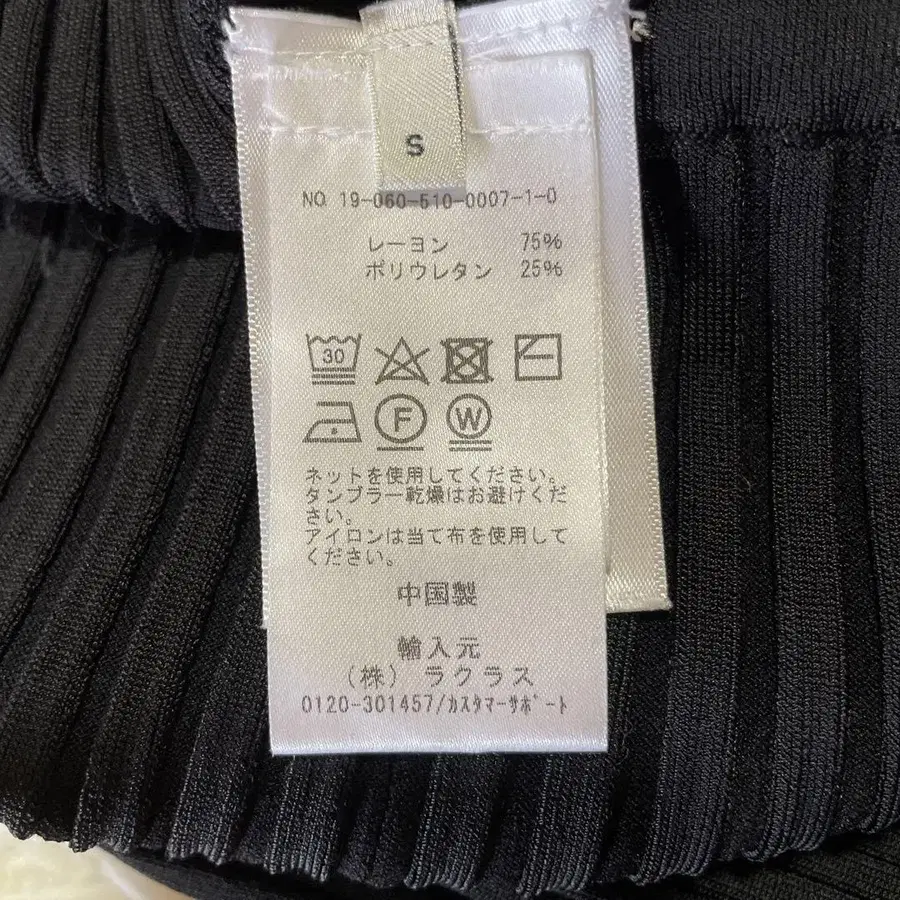 S
NO 19-060-510-0007-1-0
レーヨン 75%
ポリウレタン 25%
30
F W
ネットを使用してください。
タンブラー乾燥はお避けくだ
さい。
アイロンは当て布を使用して
ください。
中国製
輸入元
(株) ラクラス
0120-301457/カスタマーサポート